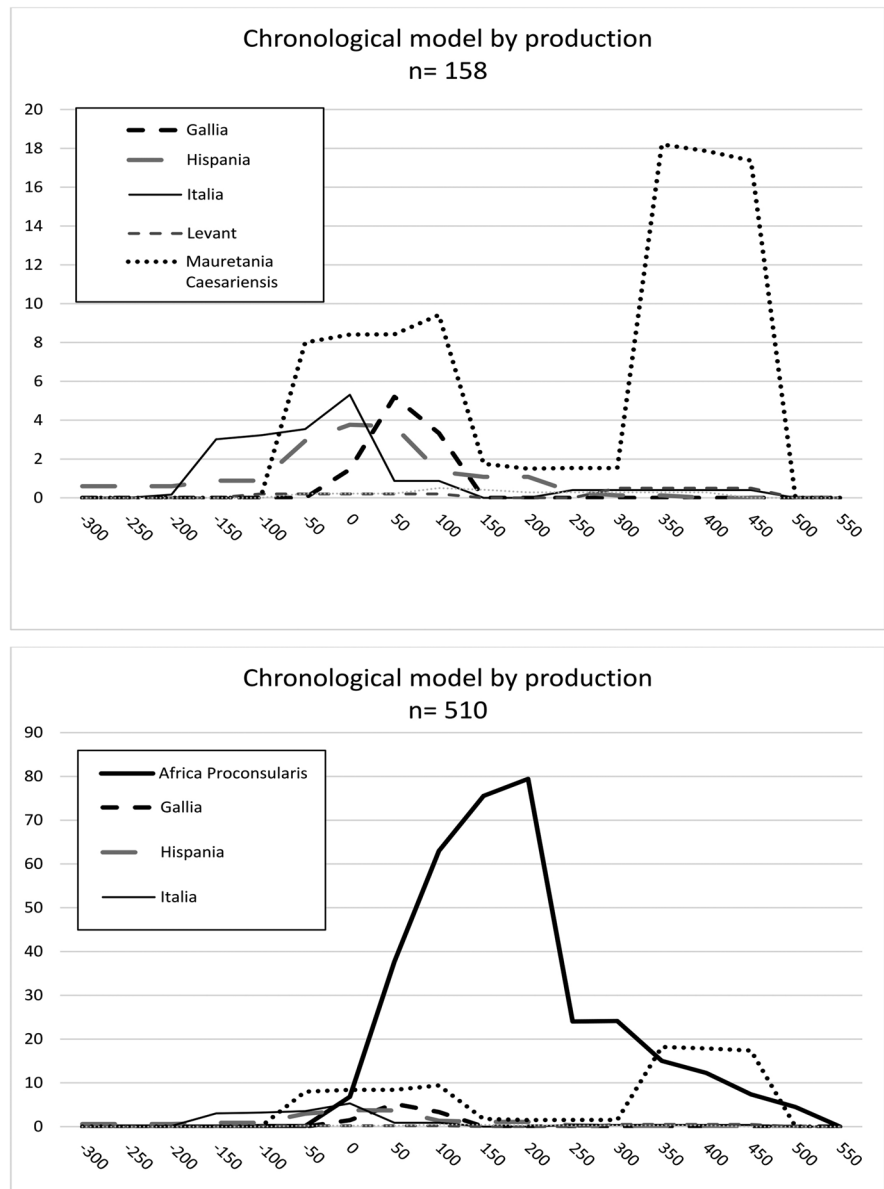 Chronological model by production
n= 158
20
18
16
14
12
10
8
6
4
2
0
Gallia
Hispania
Italia
Levant
Mauretania
Caesariensis
-300 -250 -200 -150 -100 -50 0 50 100 150 200 250 300 350 400 450 500 550
Chronological model by production
n= 510
90
80
70
60
50
40
30
20
10
0
Africa Proconsularis
Gallia
Hispania
Italia
-300 -250 -200 -150 -100 -50 0 50 100 150 200 250 300 350 400 450 500 550